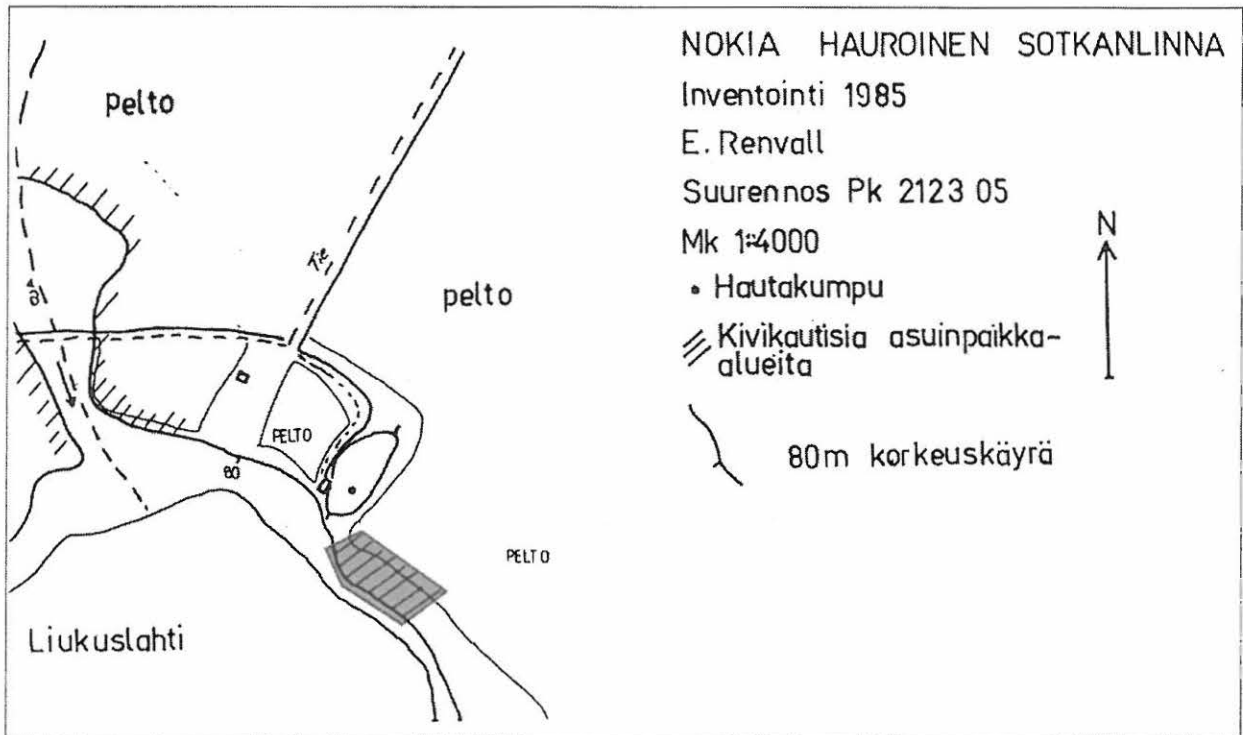 NOKIA HAUROINEN SOTKANLINNA
Inventointi 1985
E. Renvall
Suurennos Pk 2123 05
Mk 1:4000
N
Hautakumpu
Kivikautisia asuinpaikka-
alueita
80m korkeuskäyrä
Pelto
Tie
pelto
PELTO
80
PELTO
Liukuslahti